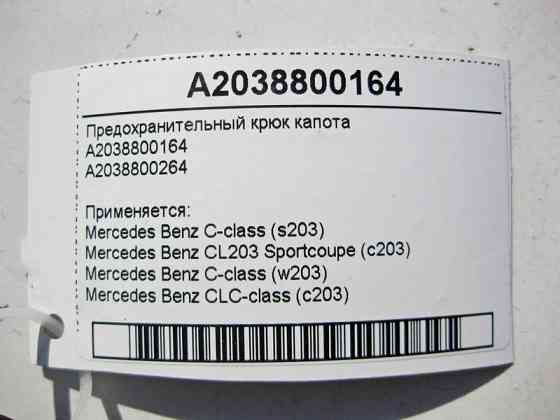 A2038800164
Предохранительный крюк капота
A2038800164
A2038800264
Применяется:
Mercedes Benz C-class (s203)
Mercedes Benz CL203 Sportcoupe (c203)
Mercedes Benz C-class (w203)
Mercedes Benz CLC-class (c203)